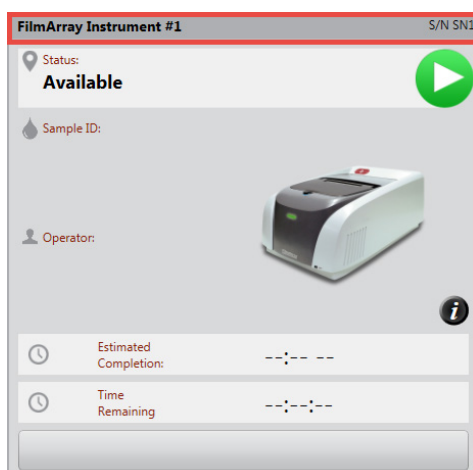 FilmArray Instrument #1 S/N SN1
Status:
Available
Sample ID:
Operator:
i
Estimated
Completion:
--:-- --
Time
Remaining
--:--:--